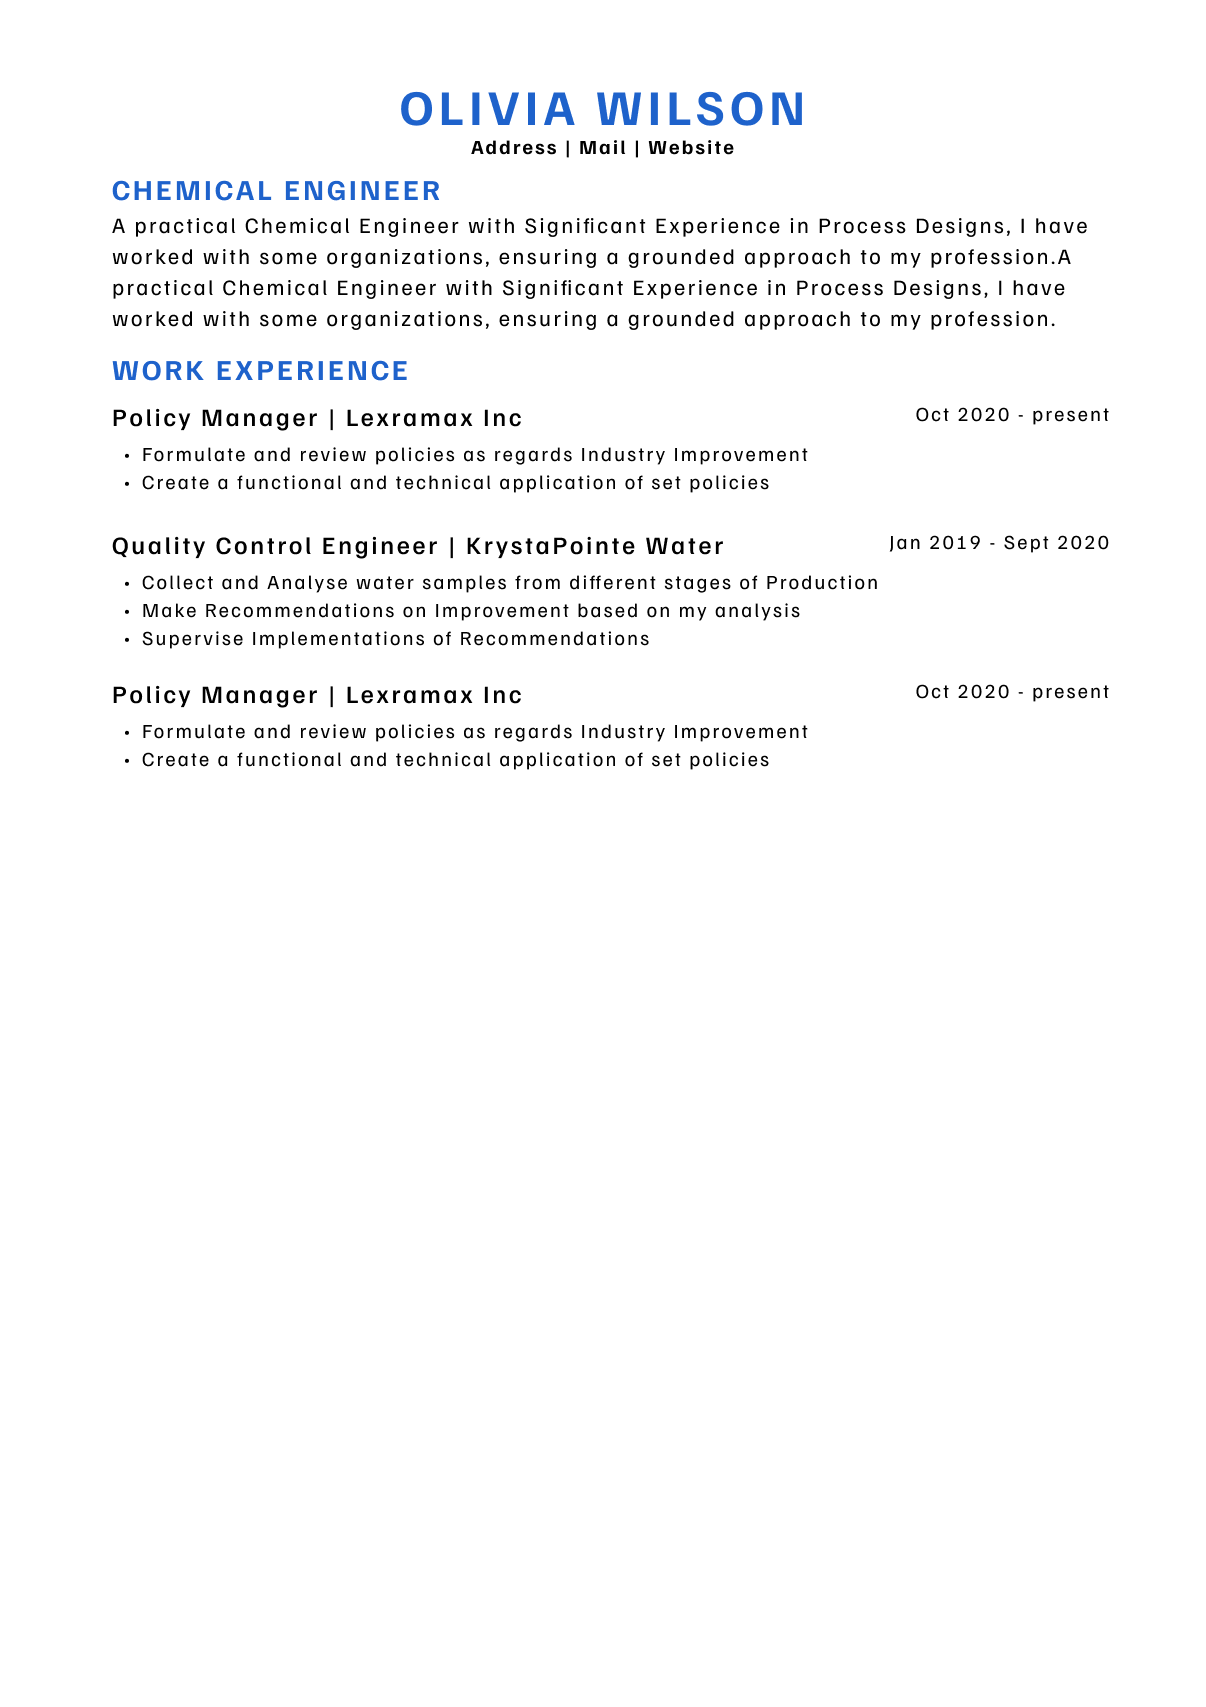 OLIVIA WILSON
Address | Mail | Website
CHEMICAL ENGINEER
A practical Chemical Engineer with Significant Experience in Process Designs, I have
worked with some organizations, ensuring a grounded approach to my profession.A
practical Chemical Engineer with Significant Experience in Process Designs, I have
worked with some organizations, ensuring a grounded approach to my profession.
WORK EXPERIENCE
Policy Manager | Lexramax Inc Oct 2020 - present
• Formulate and review policies as regards Industry Improvement
• Create a functional and technical application of set policies
Quality Control Engineer | KrystaPointe Water Jan 2019 - Sept 2020
• Collect and Analyse water samples from different stages of Production
• Make Recommendations on Improvement based on my analysis
• Supervise Implementations of Recommendations
Policy Manager | Lexramax Inc Oct 2020 - present
• Formulate and review policies as regards Industry Improvement
• Create a functional and technical application of set policies